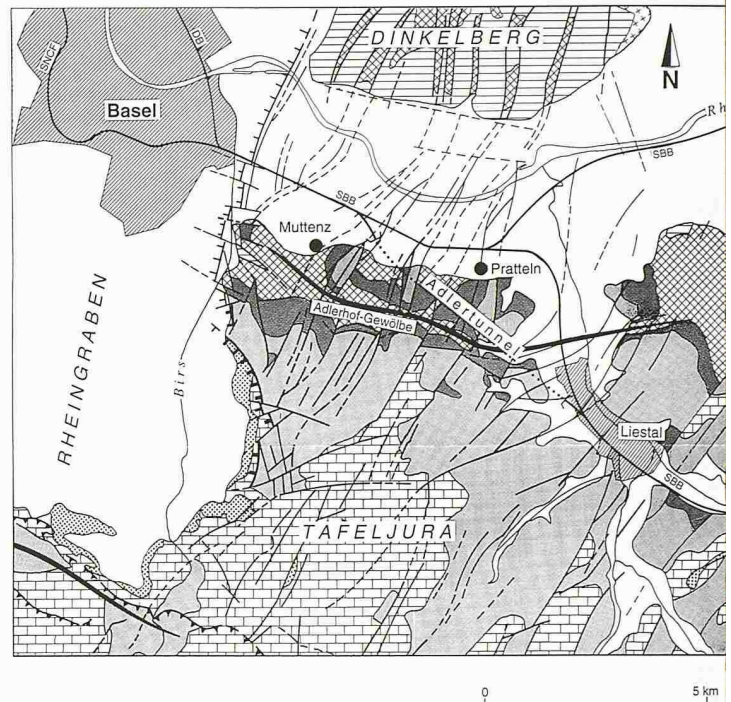 DINKELBERG
N
SNCF
DB
Basel
Rh
SBB
SBB
Muttenz
Pratteln
Adlertunnel
Adlerhof-Gewölbe
RHEINGRABEN
Birs
Liestal
SBB
TAFELJURA
0 5 km